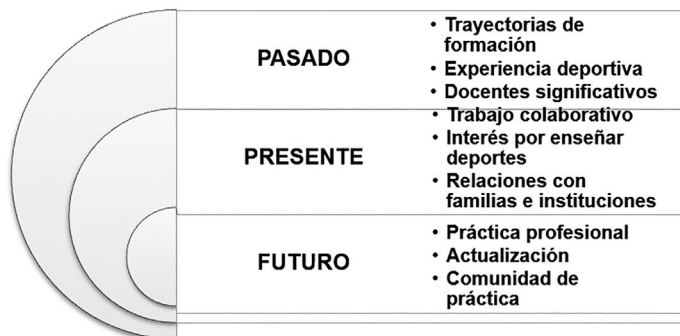 PASADO
• Trayectorias de
formación
• Experiencia deportiva
• Docentes significativos
PRESENTE
• Trabajo colaborativo
• Interés por enseñar
deportes
• Relaciones con
familias e instituciones
FUTURO
• Práctica profesional
• Actualización
• Comunidad de
práctica